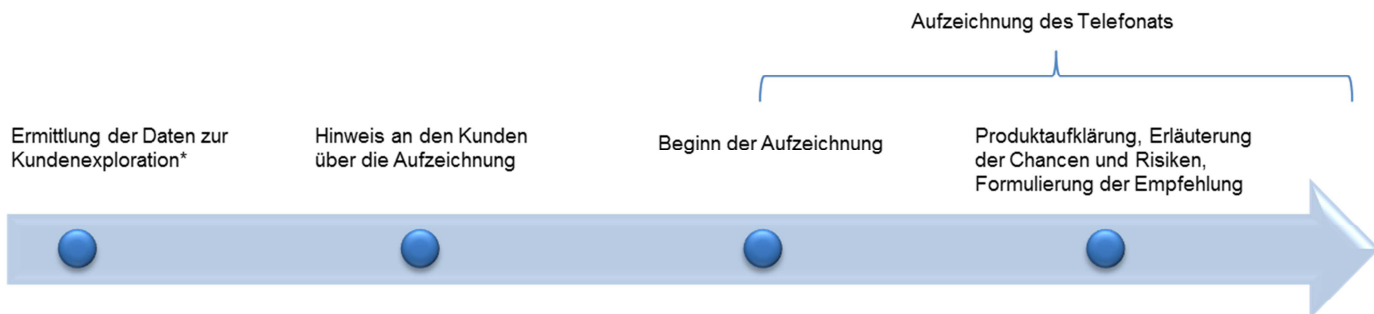 Aufzeichnung des Telefonats
Ermittlung der Daten zur
Kundenexploration*
Hinweis an den Kunden
über die Aufzeichnung
Beginn der Aufzeichnung
Produktaufklärung, Erläuterung
der Chancen und Risiken,
Formulierung der Empfehlung